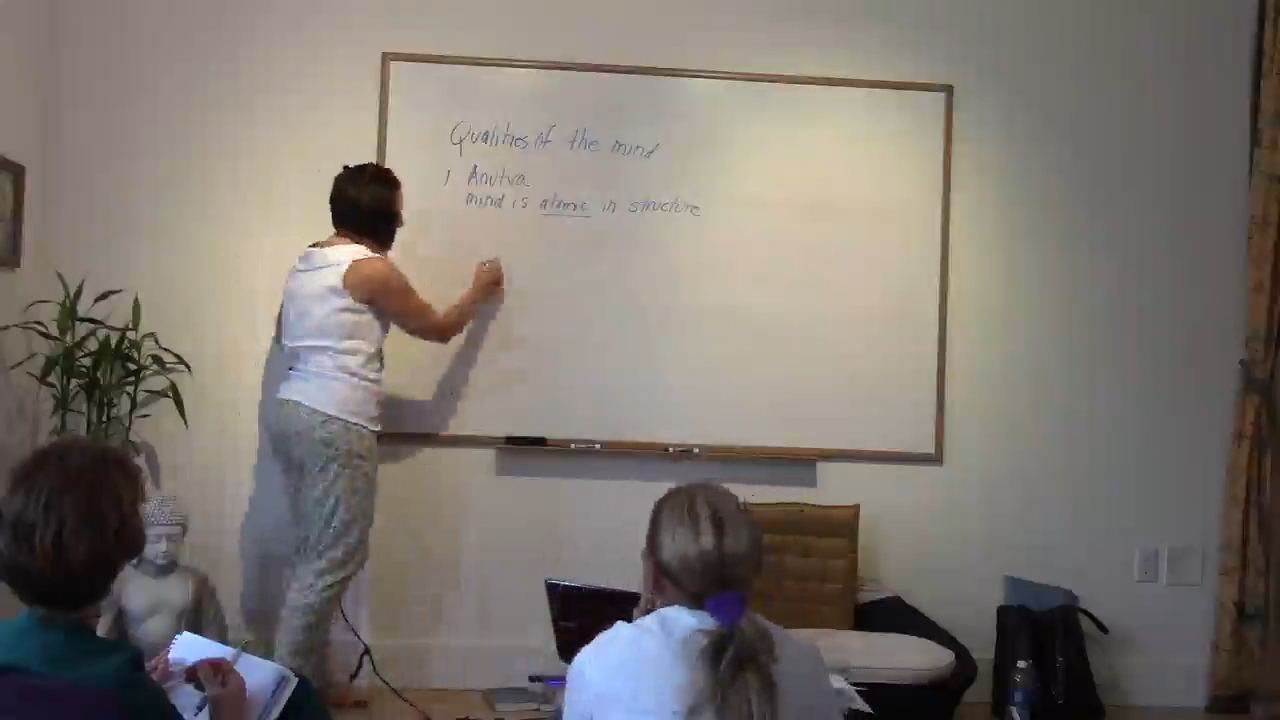 Qualities of the mind
1 Anutva
mind is atomic in structure